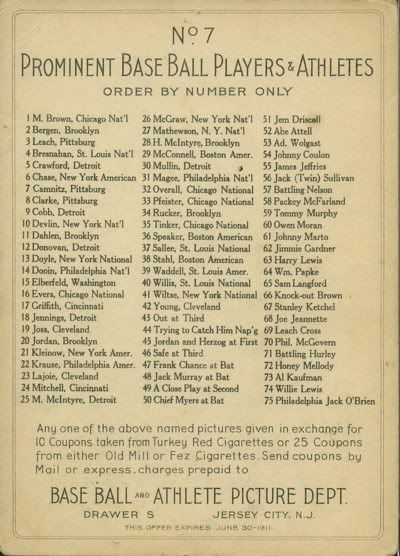 No. 7
PROMINENT BASE BALL PLAYERS & ATHLETES
ORDER BY NUMBER ONLY
1 M. Brown, Chicago Nat'l
2 Bergen, Brooklyn
3 Leach, Pittsburg
4 Bresnahan, St. Louis Nat'l
5 Crawford, Detroit
6 Chase, New York American
7 Camnitz, Pittsburg
8 Clarke, Pittsburg
9 Cobb, Detroit
10 Devlin, New York Nat'l
11 Dahlen, Brooklyn
12 Donovan, Detroit
13 Doyle, New York National
14 Dooin, Philadelphia Nat'l
15 Elberfeld, Washington
16 Evers, Chicago National
17 Griffith, Cincinnati
18 Jennings, Detroit
19 Joss, Cleveland
20 Jordan, Brooklyn
21 Kleinow, New York Amer.
22 Krause, Philadelphia Amer.
23 Lajoie, Cleveland
24 Mitchell, Cincinnati
25 M. McIntyre, Detroit
26 McGraw, New York Nat'l
27 Mathewson, N. Y. Nat'l
28 H. McIntyre, Brooklyn
29 McConnell, Boston Amer.
30 Mullin, Detroit
31 Magee, Philadelphia Nat'l
32 Overall, Chicago National
33 Pfeister, Chicago National
34 Rucker, Brooklyn
35 Tinker, Chicago National
36 Speaker, Boston American
37 Sallee, St. Louis National
38 Stahl, Boston American
39 Waddell, St. Louis Amer.
40 Willis, St. Louis National
41 Wiltse, New York National
42 Young, Cleveland
43 Out at Third
44 Trying to Catch Him Nap'g
45 Jordan and Herzog at First
46 Safe at Third
47 Frank Chance at Bat
48 Jack Murray at Bat
49 A Close Play at Second
50 Chief Myers at Bat
51 Jem Driscoll
52 Abe Attell
53 Ad. Wolgast
54 Johnny Coulon
55 James Jeffries
56 Jack (Twin) Sullivan
57 Battling Nelson
58 Packey McFarland
59 Tommy Murphy
60 Owen Moran
61 Johnny Marto
62 Jimmie Gardner
63 Harry Lewis
64 Wm. Papke
65 Sam Langford
66 Knock-out Brown
67 Stanley Ketchel
68 Joe Jeannette
69 Leach Cross
70 Phil. McGovern
71 Battling Hurley
72 Honey Mellody
73 Al Kaufman
74 Willie Lewis
75 Philadelphia Jack O'Brien
Any one of the above named pictures given in exchange for
10 Coupons taken from Turkey Red Cigarettes or 25 Coupons
from either Old Mill or Fez Cigarettes. Send coupons by
Mail or express. charges prepaid to
BASE BALL AND ATHLETE PICTURE DEPT.
DRAWER S JERSEY CITY, N.J.
THIS OFFER EXPIRES JUNE 30-1911.